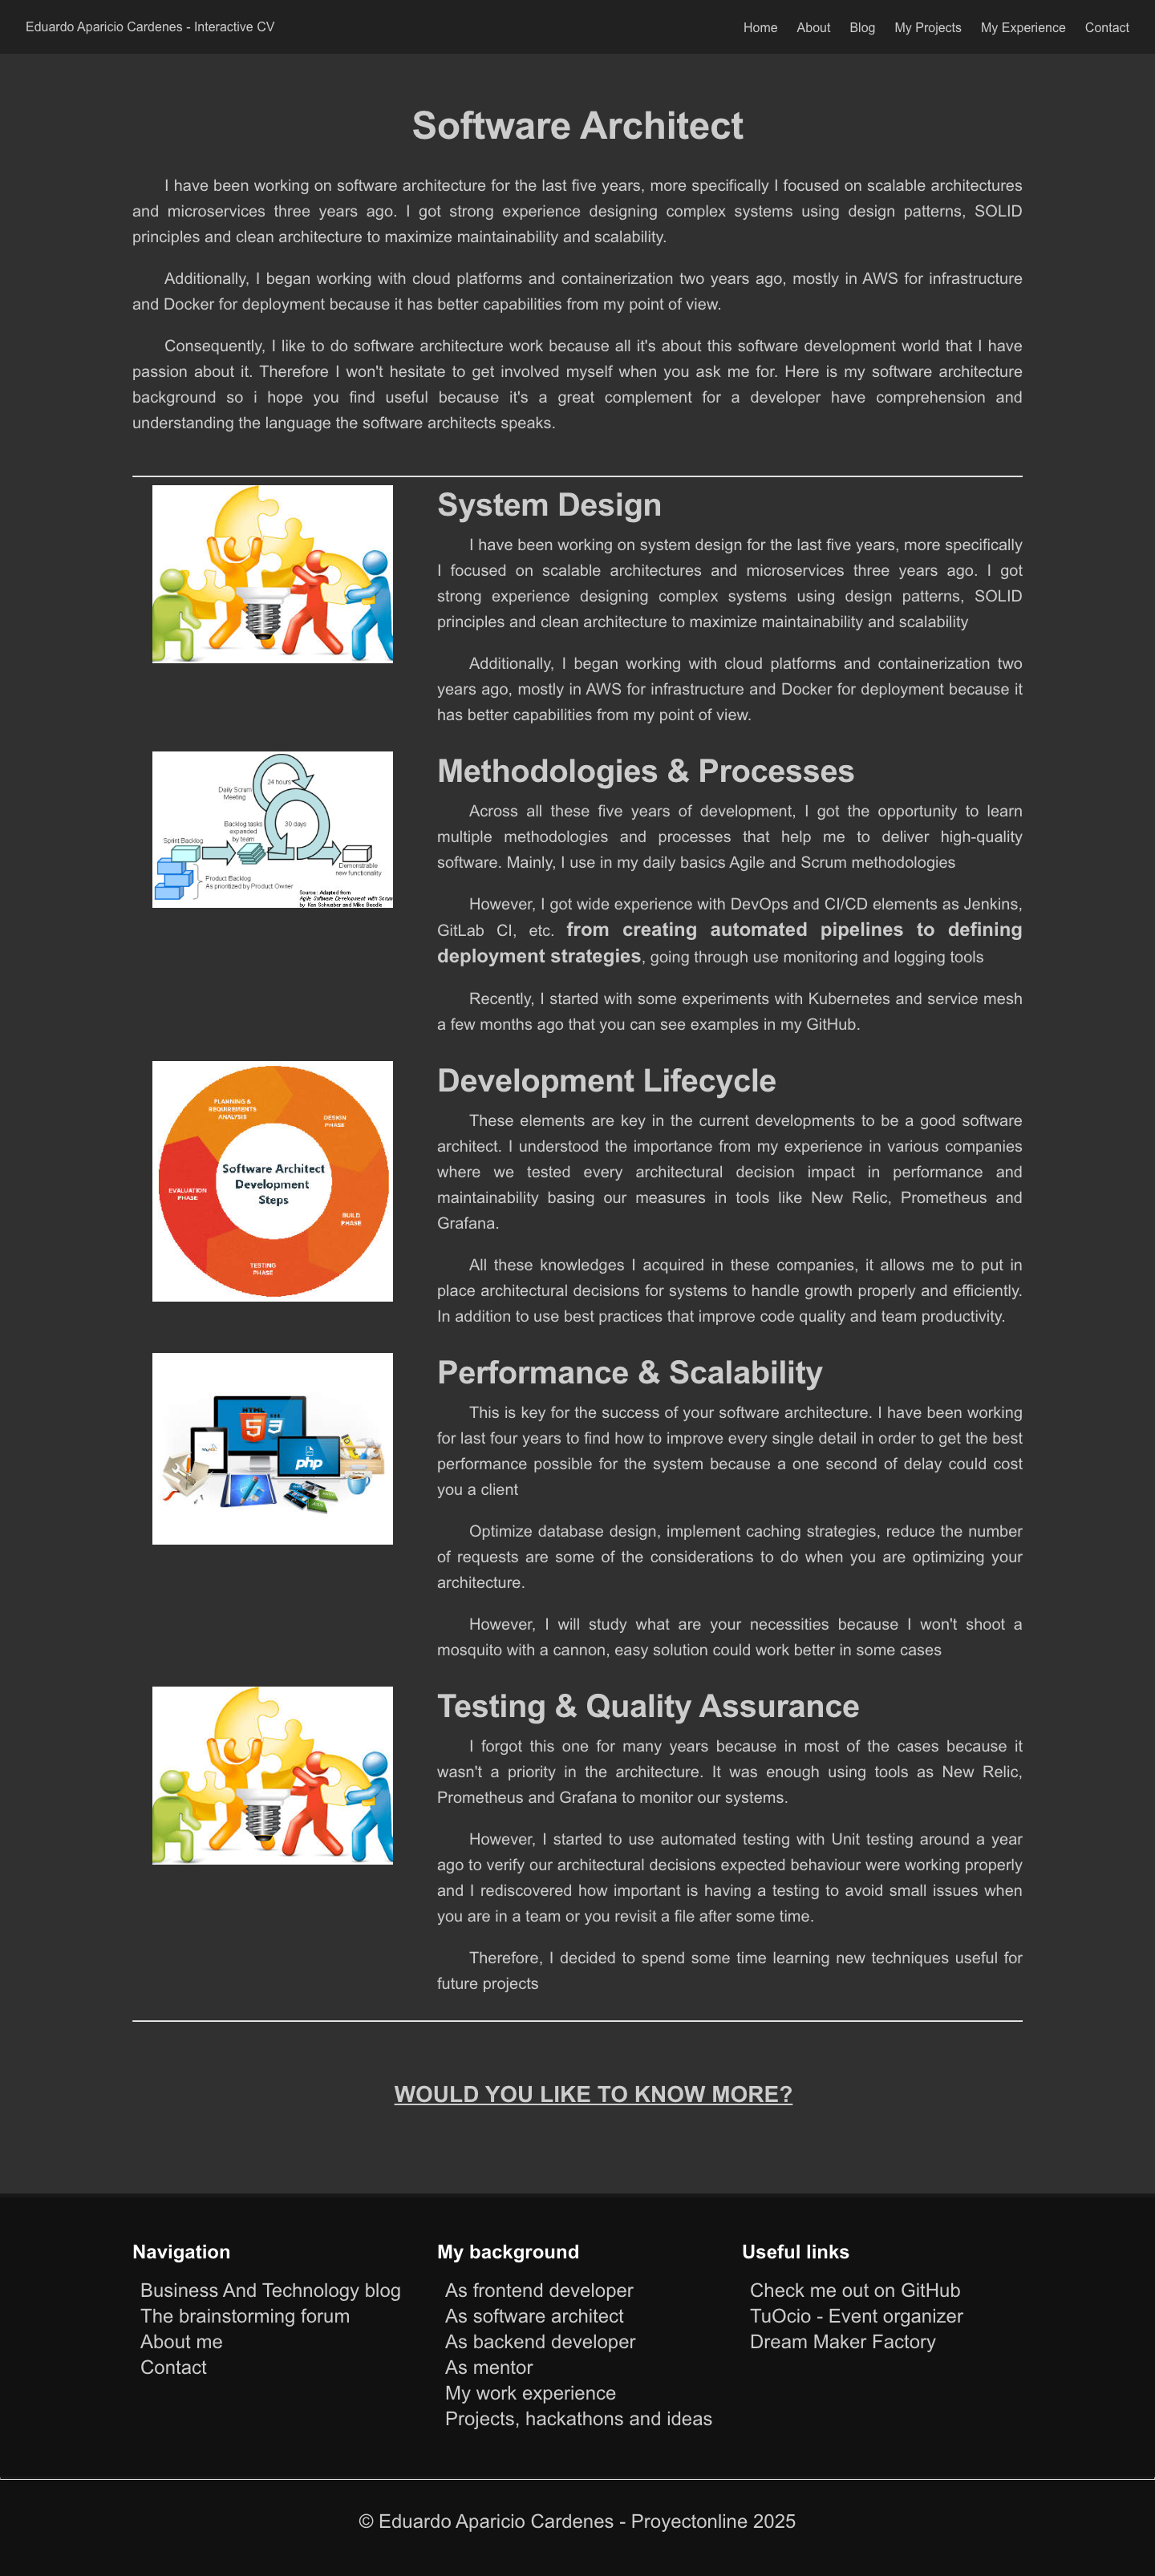 Eduardo Aparicio Cardenes - Interactive CV
Home About Blog My Projects My Experience Contact
Software Architect
I have been working on software architecture for the last five years, more specifically I focused on scalable architectures
and microservices three years ago. I got strong experience designing complex systems using design patterns, SOLID
principles and clean architecture to maximize maintainability and scalability.
Additionally, I began working with cloud platforms and containerization two years ago, mostly in AWS for infrastructure
and Docker for deployment because it has better capabilities from my point of view.
Consequently, I like to do software architecture work because all it's about this software development world that I have
passion about it. Therefore I won't hesitate to get involved myself when you ask me for. Here is my software architecture
background so i hope you find useful because it's a great complement for a developer have comprehension and
understanding the language the software architects speaks.
System Design
I have been working on system design for the last five years, more specifically
I focused on scalable architectures and microservices three years ago. I got
strong experience designing complex systems using design patterns, SOLID
principles and clean architecture to maximize maintainability and scalability
Additionally, I began working with cloud platforms and containerization two
years ago, mostly in AWS for infrastructure and Docker for deployment because it
has better capabilities from my point of view.
24 hours
Daily Scrum
Meeting
Backlog tasks
expanded
by team
30 days
Sprint Backlog
Product Backlog
As prioritized by Product Owner
Demonstrable
new functionality
Source: Adapted from
Agile Software Development with Scrum
by Ken Schwaber and Mike Beedle
Methodologies & Processes
Across all these five years of development, I got the opportunity to learn
multiple methodologies and processes that help me to deliver high-quality
software. Mainly, I use in my daily basics Agile and Scrum methodologies
However, I got wide experience with DevOps and CI/CD elements as Jenkins,
GitLab CI, etc. from creating automated pipelines to defining
deployment strategies, going through use monitoring and logging tools
Recently, I started with some experiments with Kubernetes and service mesh
a few months ago that you can see examples in my GitHub.
PLANNING &
REQUIREMENTS
ANALYSIS
DESIGN
PHASE
Software Architect
Development
Steps
EVALUATION
PHASE
BUILD
PHASE
TESTING
PHASE
Development Lifecycle
These elements are key in the current developments to be a good software
architect. I understood the importance from my experience in various companies
where we tested every architectural decision impact in performance and
maintainability basing our measures in tools like New Relic, Prometheus and
Grafana.
All these knowledges I acquired in these companies, it allows me to put in
place architectural decisions for systems to handle growth properly and efficiently.
In addition to use best practices that improve code quality and team productivity.
HTML
5
3
php
Performance & Scalability
This is key for the success of your software architecture. I have been working
for last four years to find how to improve every single detail in order to get the best
performance possible for the system because a one second of delay could cost
you a client
Optimize database design, implement caching strategies, reduce the number
of requests are some of the considerations to do when you are optimizing your
architecture.
However, I will study what are your necessities because I won't shoot a
mosquito with a cannon, easy solution could work better in some cases
Testing & Quality Assurance
I forgot this one for many years because in most of the cases because it
wasn't a priority in the architecture. It was enough using tools as New Relic,
Prometheus and Grafana to monitor our systems.
However, I started to use automated testing with Unit testing around a year
ago to verify our architectural decisions expected behaviour were working properly
and I rediscovered how important is having a testing to avoid small issues when
you are in a team or you revisit a file after some time.
Therefore, I decided to spend some time learning new techniques useful for
future projects
WOULD YOU LIKE TO KNOW MORE?
Navigation
Business And Technology blog
The brainstorming forum
About me
Contact
My background
As frontend developer
As software architect
As backend developer
As mentor
My work experience
Projects, hackathons and ideas
Useful links
Check me out on GitHub
TuOcio - Event organizer
Dream Maker Factory
© Eduardo Aparicio Cardenes - Proyectonline 2025